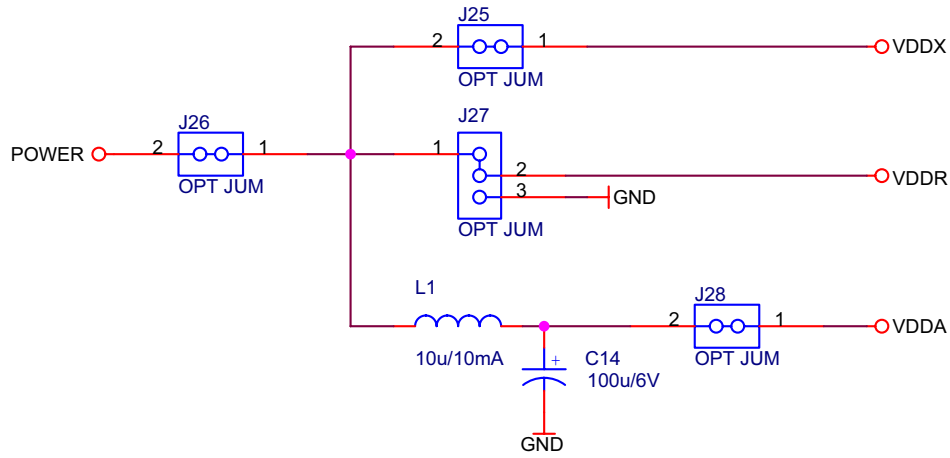 J25
2 1
VDDX
OPT JUM
J26
J27
POWER
2 1
1
OPT JUM
2
VDDR
3
GND
OPT JUM
L1
J28
2 1
VDDA
10u/10mA
+
C14
100u/6V
OPT JUM
GND